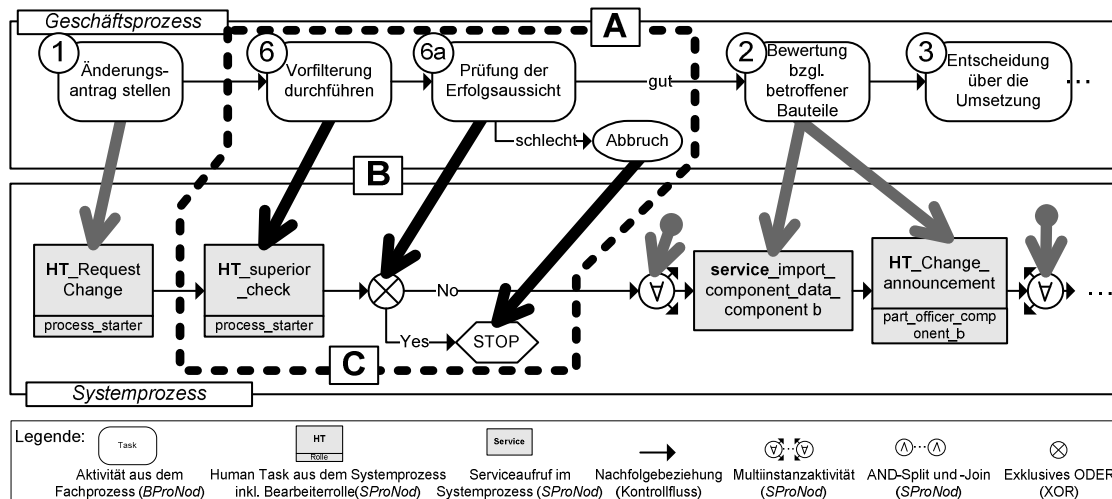 Geschäftsprozess
A
1
Änderungs-
antrag stellen
6
Vorfilterung
durchführen
6a
Prüfung der
Erfolgsaussicht
gut
schlecht
Abbruch
2
Bewertung
bzgl.
betroffener
Bauteile
3
Entscheidung
über die
Umsetzung
...
B
HT_Request
Change
process_starter
HT_superior
_check
process_starter
No
Yes
STOP
∀
service_import_
component_data_
component b
HT_Change_
announcement
part_officer_comp
onent_b
∀
...
C
Systemprozess
Legende:
Task
Aktivität aus dem
Fachprozess (BProNod)
HT
Rolle
Human Task aus dem Systemprozess
inkl. Bearbeiterrolle(SProNod)
Service
Serviceaufruf im
Systemprozess (SProNod)
Nachfolgebeziehung
(Kontrollfluss)
∀...∀
Multiinstanzaktivität
(SProNod)
∧...∧
AND-Split und -Join
(SProNod)
Exklusives ODER
(XOR)